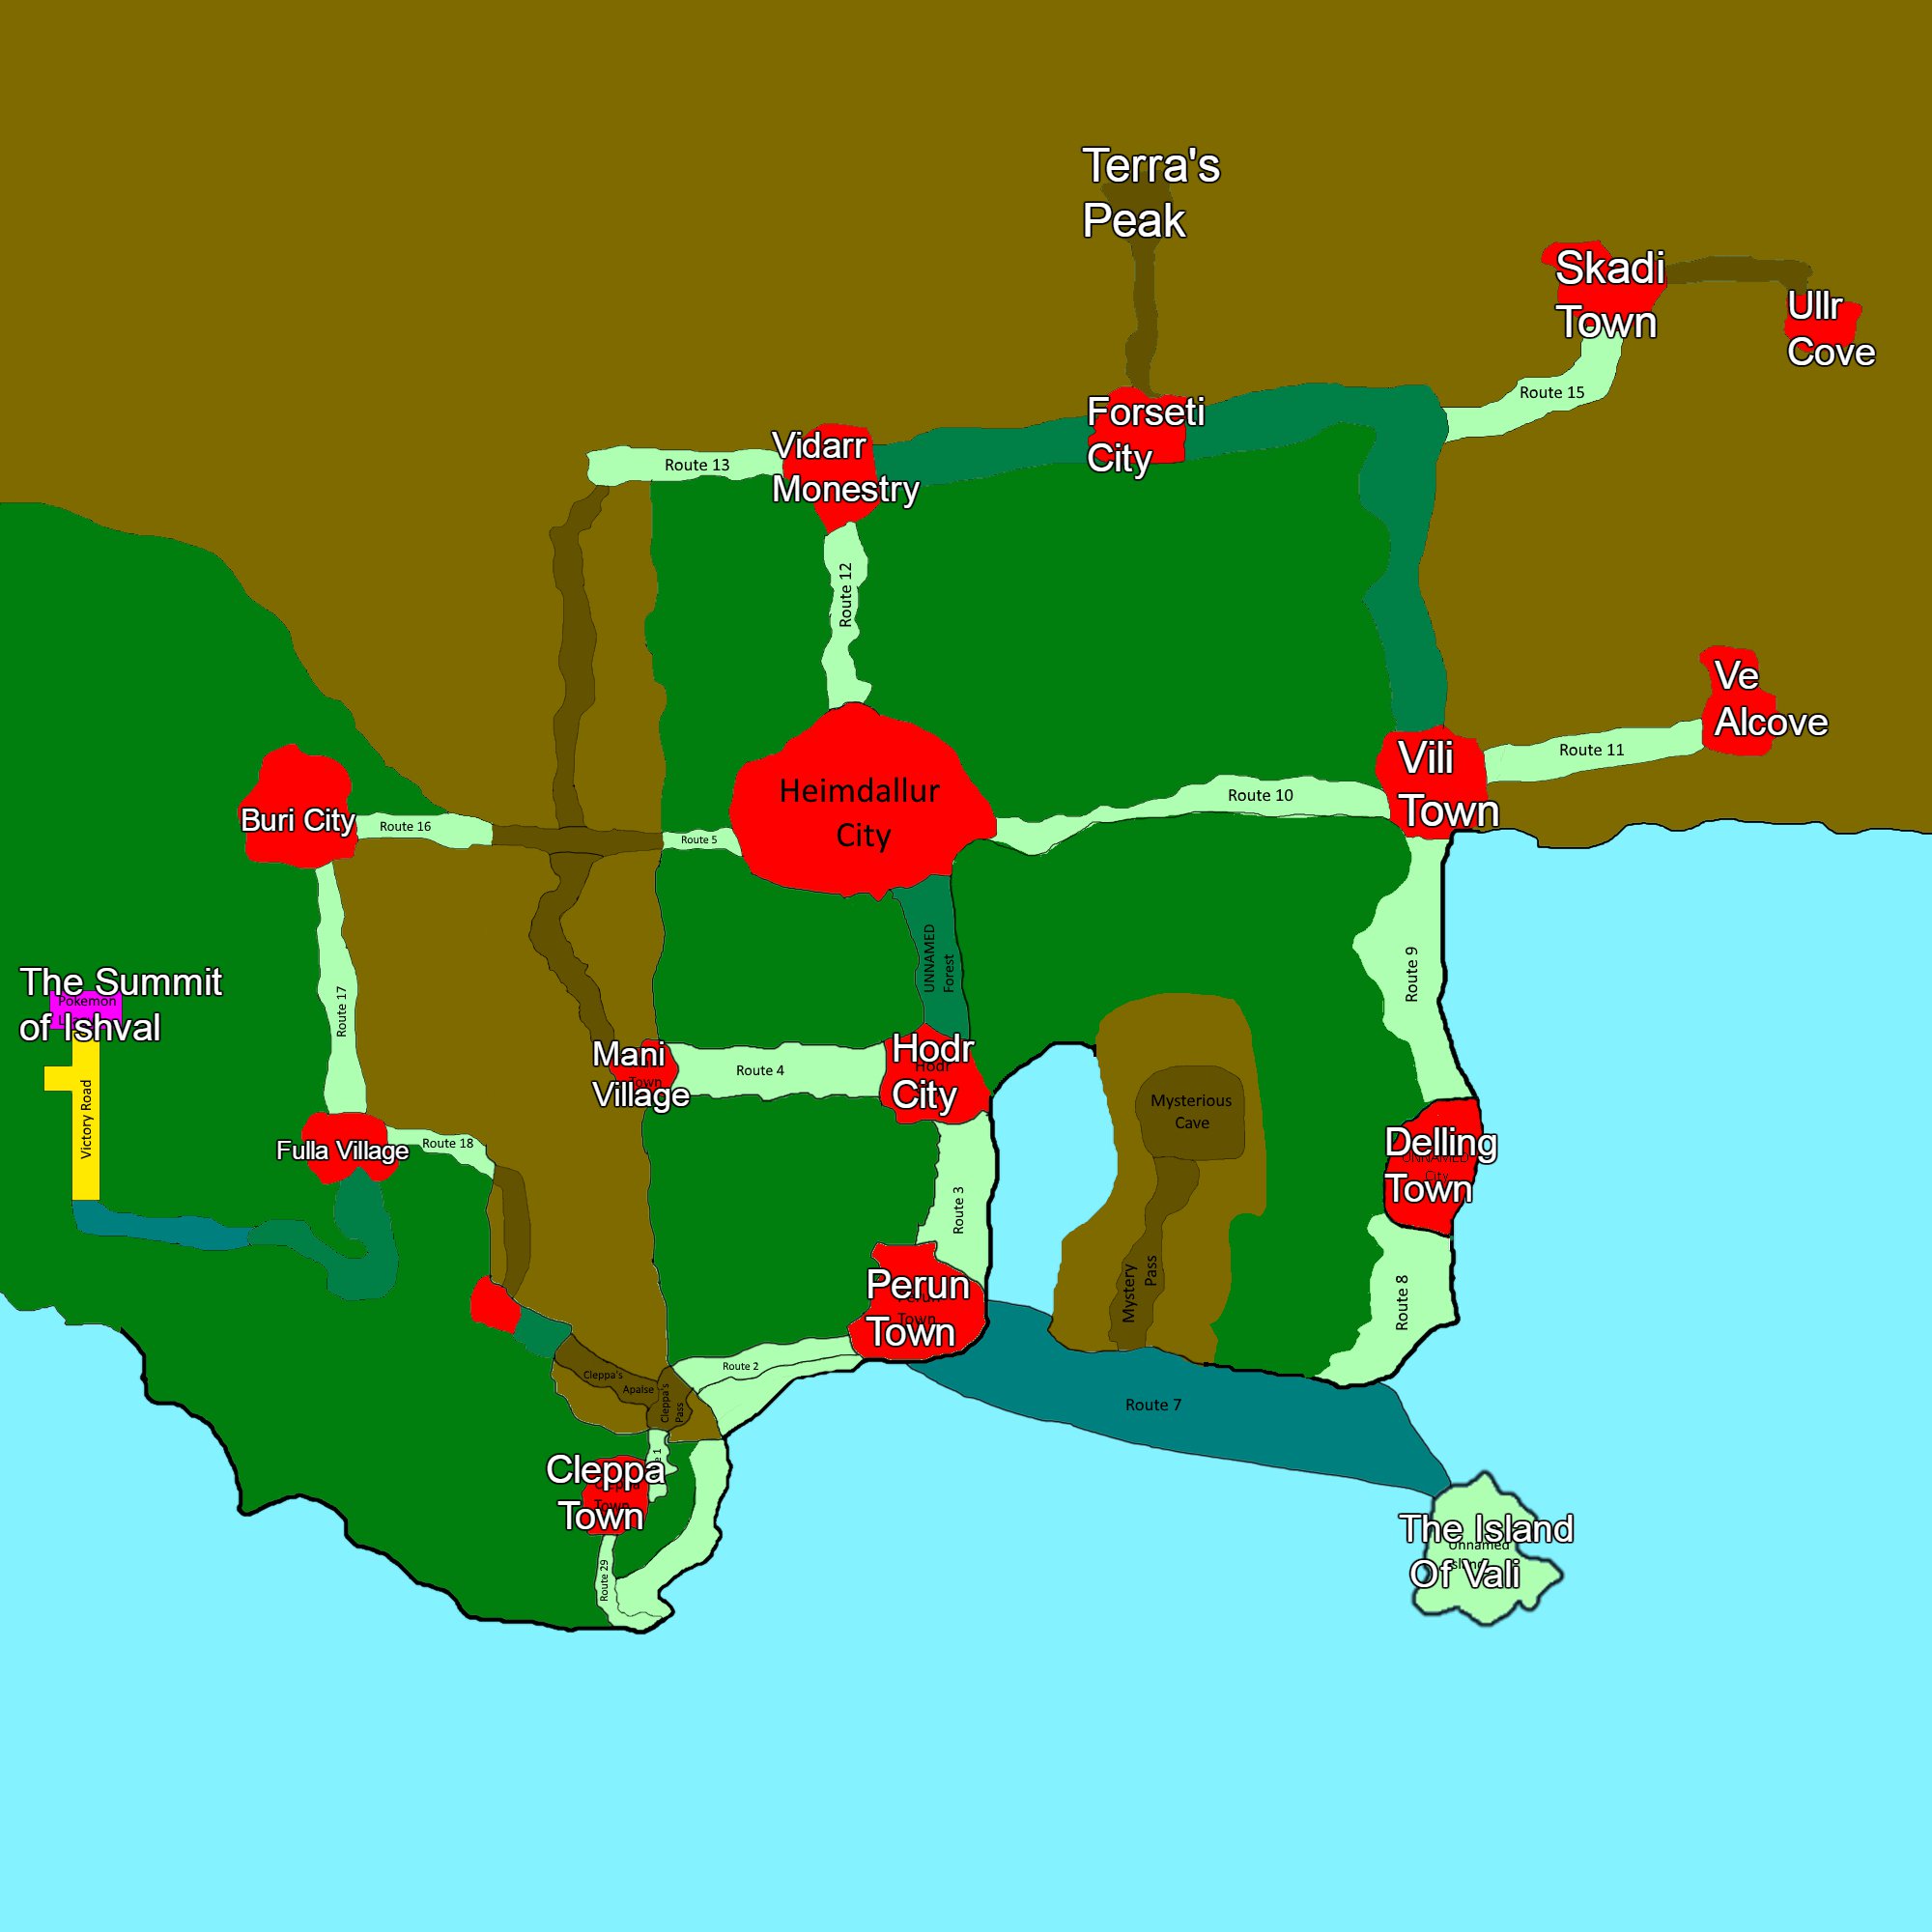 Terra's
Peak
Skadi
Town
Ullr
Cove
Route 15
Forseti
City
Vidarr
Monestry
Route 13
Route 12
Ve
Alcove
Route 11
Vili
Town
Route 10
Heimdallur
City
Route 5
Buri City
Route 16
UNNAMED
Forest
Route 9
Route 17
The Summit
of Ishval
Pokemon
Victory Road
Mani
Village
Town
Route 4
Hodr
City
Hodr
Mysterious
Cave
Fulla Village
Route 18
Delling
Town
UNNAMED
City
Route 3
Mystery
Pass
Route 8
Perun
Town
Perun
Town
Route 2
Cleppa's
Apalse
Cleppa's
Pass
Route 7
Cleppa
Town
Cleppa
Town
1
Route 29
The Island
Of Vali
Unnamed